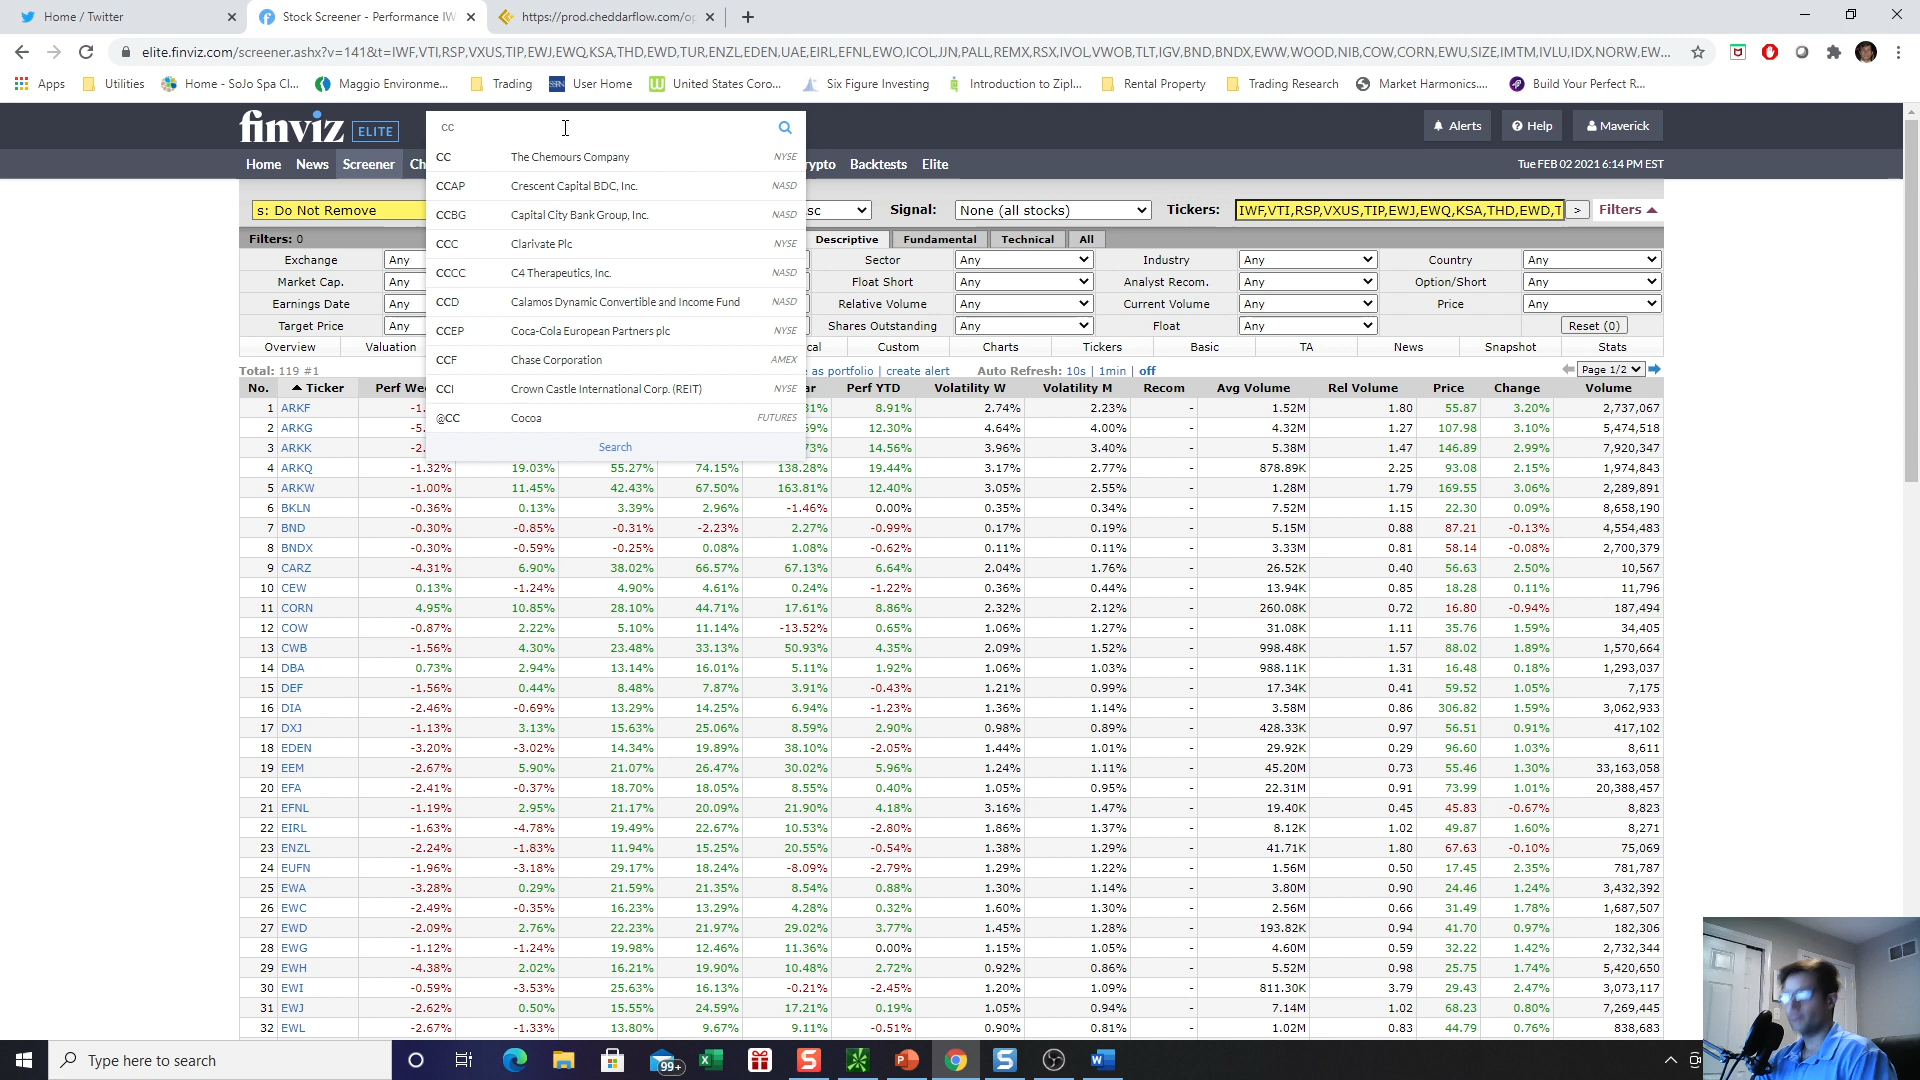 Home / Twitter
Stock Screener - Performance IW
https://prod.cheddarflow.com/op
elite.finviz.com/screener.ashx?v=141&t=IWF,VTI,RSP,VXUS,TIP,EWJ,EWQ,KSA,THD,EWD,TUR,ENZL,EDEN,UAE,EIRL,EFNL,EWO,ICOL,JJN,PALL,REMX,RSX,IVOL,VWOB,TLT,IGV,BND,BNDX,EWW,WOOD,NIB,COW,CORN,EWU,SIZE,IMTM,IVLU,IDX,NORW,EW...
Apps Utilities Home - SoJo Spa Cl... Maggio Environme... Trading User Home United States Coro... Six Figure Investing Introduction to Zipl... Rental Property Trading Research Market Harmonics.... Build Your Perfect R...
finviz ELITE
cc
Alerts Help Maverick
Home News Screener Ch
rypto Backtests Elite
Tue FEB 02 2021 6:14 PM EST
CC The Chemours Company NYSE
CCAP Crescent Capital BDC, Inc. NASD
CCBG Capital City Bank Group, Inc. NASD
CCC Clarivate Plc NYSE
CCCC C4 Therapeutics, Inc. NASD
CCD Calamos Dynamic Convertible and Income Fund NASD
CCEP Coca-Cola European Partners plc NYSE
CCF Chase Corporation AMEX
CCI Crown Castle International Corp. (REIT) NYSE
@CC Cocoa FUTURES
Search
s: Do Not Remove sc Signal: None (all stocks) Tickers: IWF,VTI,RSP,VXUS,TIP,EWJ,EWQ,KSA,THD,EWD,T > Filters
Filters: 0 Descriptive Fundamental Technical All
Exchange Any Sector Any Industry Any Country Any
Market Cap. Any Float Short Any Analyst Recom. Any Option/Short Any
Earnings Date Any Relative Volume Any Current Volume Any Price Any
Target Price Any Shares Outstanding Any Float Any Reset (0)
Overview Valuation cal Custom Charts Tickers Basic TA News Snapshot Stats
Total: 119 #1 e as portfolio | create alert Auto Refresh: 10s | 1min | off Page 1/2
No. Ticker Perf Wee ar Perf YTD Volatility W Volatility M Recom Avg Volume Rel Volume Price Change Volume
1 ARKF -1. 31% 8.91% 2.74% 2.23% - 1.52M 1.80 55.87 3.20% 2,737,067
2 ARKG -5. 59% 12.30% 4.64% 4.00% - 4.32M 1.27 107.98 3.10% 5,474,518
3 ARKK -2. 73% 14.56% 3.96% 3.40% - 5.38M 1.47 146.89 2.99% 7,920,347
4 ARKQ -1.32% 19.03% 55.27% 74.15% 138.28% 19.44% 3.17% 2.77% - 878.89K 2.25 93.08 2.15% 1,974,843
5 ARKW -1.00% 11.45% 42.43% 67.50% 163.81% 12.40% 3.05% 2.55% - 1.28M 1.79 169.55 3.06% 2,289,891
6 BKLN -0.36% 0.13% 3.39% 2.96% -1.46% 0.00% 0.35% 0.34% - 7.52M 1.15 22.30 0.09% 8,658,190
7 BND -0.30% -0.85% -0.31% -2.23% 2.27% -0.99% 0.17% 0.19% - 5.15M 0.88 87.21 -0.13% 4,554,483
8 BNDX -0.30% -0.59% -0.25% 0.08% 1.08% -0.62% 0.11% 0.11% - 3.33M 0.81 58.14 -0.08% 2,700,379
9 CARZ -4.31% 6.90% 38.02% 66.57% 67.13% 6.64% 2.04% 1.76% - 26.52K 0.40 56.63 2.50% 10,567
10 CEW 0.13% -1.24% 4.90% 4.61% 0.24% -1.22% 0.36% 0.44% - 13.94K 0.85 18.28 0.11% 11,796
11 CORN 4.95% 10.85% 28.10% 44.71% 17.61% 8.86% 2.32% 2.12% - 260.08K 0.72 16.80 -0.94% 187,494
12 COW -0.87% 2.22% 5.10% 11.14% -13.52% 0.65% 1.06% 1.27% - 31.08K 1.11 35.76 1.59% 34,405
13 CWB -1.56% 4.30% 23.48% 33.13% 50.93% 4.35% 2.09% 1.52% - 998.48K 1.57 88.02 1.89% 1,570,664
14 DBA 0.73% 2.94% 13.14% 16.01% 5.11% 1.92% 1.06% 1.03% - 988.11K 1.31 16.48 0.18% 1,293,037
15 DEF -1.56% 0.44% 8.48% 7.87% 3.91% -0.43% 1.21% 0.99% - 17.34K 0.41 59.52 1.05% 7,175
16 DIA -2.46% -0.69% 13.29% 14.25% 6.94% -1.23% 1.36% 1.14% - 3.58M 0.86 306.82 1.59% 3,062,933
17 DXJ -1.13% 3.13% 15.63% 25.06% 8.59% 2.90% 0.98% 0.89% - 428.33K 0.97 56.51 0.91% 417,102
18 EDEN -3.20% -3.02% 14.34% 19.89% 38.10% -2.05% 1.44% 1.01% - 29.92K 0.29 96.60 1.03% 8,611
19 EEM -2.67% 5.90% 21.07% 26.47% 30.02% 5.96% 1.24% 1.11% - 45.20M 0.73 55.46 1.30% 33,163,058
20 EFA -2.41% -0.37% 18.70% 18.05% 8.55% 0.40% 1.05% 0.95% - 22.31M 0.91 73.99 1.01% 20,388,457
21 EFNL -1.19% 2.95% 21.17% 20.09% 21.90% 4.18% 3.16% 1.47% - 19.40K 0.45 45.83 -0.67% 8,823
22 EIRL -1.63% -4.78% 19.49% 22.67% 10.53% -2.80% 1.86% 1.37% - 8.12K 1.02 49.87 1.60% 8,271
23 ENZL -2.24% -1.83% 11.94% 15.25% 20.55% -0.54% 1.38% 1.29% - 41.71K 1.80 67.63 -0.10% 75,069
24 EUFN -1.96% -3.18% 29.17% 18.24% -8.09% -2.79% 1.29% 1.22% - 1.56M 0.50 17.45 2.35% 781,787
25 EWA -3.28% 0.29% 21.59% 21.35% 8.54% 0.88% 1.30% 1.14% - 3.80M 0.90 24.46 1.24% 3,432,392
26 EWC -2.49% -0.35% 16.23% 13.29% 4.28% 0.32% 1.60% 1.30% - 2.56M 0.66 31.49 1.78% 1,687,507
27 EWD -2.09% 2.76% 22.23% 21.97% 29.02% 3.77% 1.45% 1.28% - 193.82K 0.94 41.70 0.97% 182,306
28 EWG -1.12% -1.24% 19.98% 12.46% 11.36% 0.00% 1.15% 1.05% - 4.60M 0.59 32.22 1.42% 2,732,344
29 EWH -4.38% 2.02% 16.21% 19.90% 10.48% 2.72% 0.92% 0.86% - 5.52M 0.98 25.75 1.74% 5,420,650
30 EWI -0.59% -3.53% 25.63% 16.13% -0.21% -2.45% 1.20% 1.09% - 811.30K 3.79 29.43 2.47% 3,073,117
31 EWJ -2.62% 0.50% 15.55% 24.59% 17.21% 0.19% 1.05% 0.94% - 7.14M 1.02 68.23 0.80% 7,269,445
32 EWL -2.67% -1.33% 13.80% 9.67% 9.11% -0.51% 0.90% 0.81% - 1.02M 0.83 44.79 0.76% 838,683
Type here to search
99+